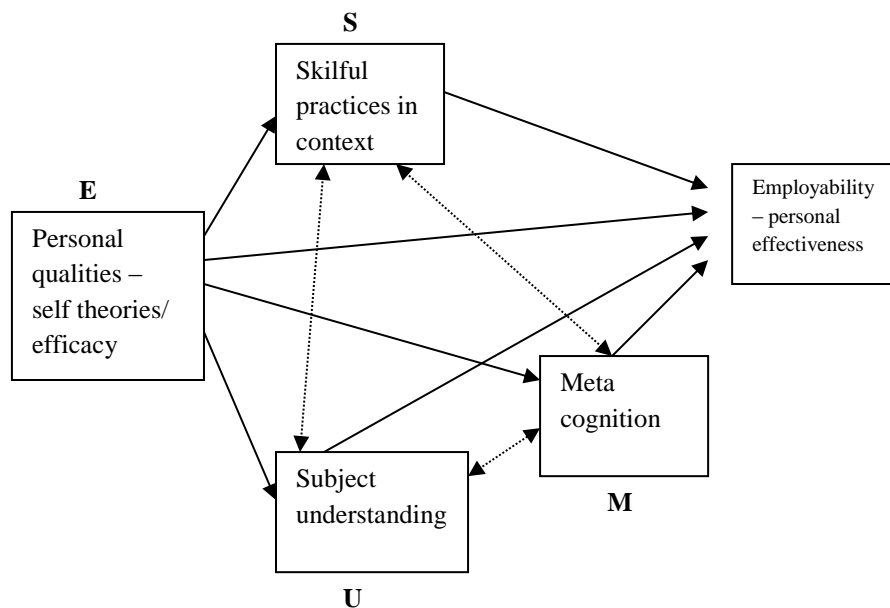 S
Skilful
practices in
context
E
Personal
qualities –
self theories/
efficacy
Employability
– personal
effectiveness
Meta
cognition
M
Subject
understanding
U